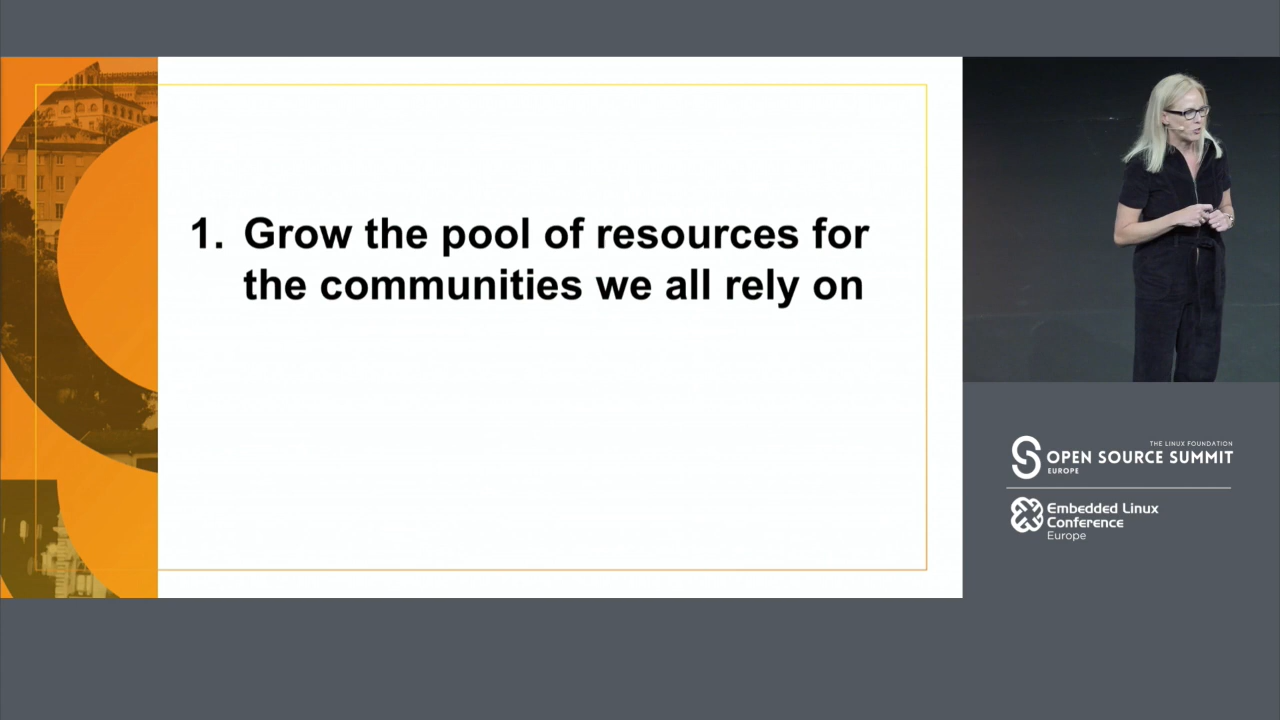 1. Grow the pool of resources for
the communities we all rely on
THE LINUX FOUNDATION
OPEN SOURCE SUMMIT
EUROPE
Embedded Linux
Conference
Europe